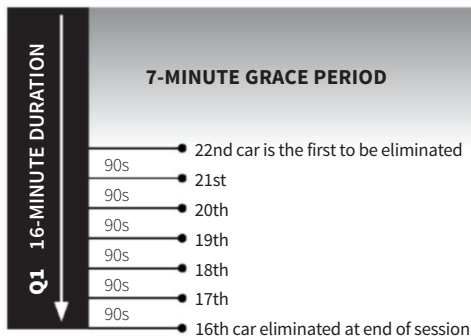 Q1 16-MINUTE DURATION
7-MINUTE GRACE PERIOD
22nd car is the first to be eliminated
90s
21st
90s
20th
90s
19th
90s
18th
90s
17th
90s
16th car eliminated at end of session